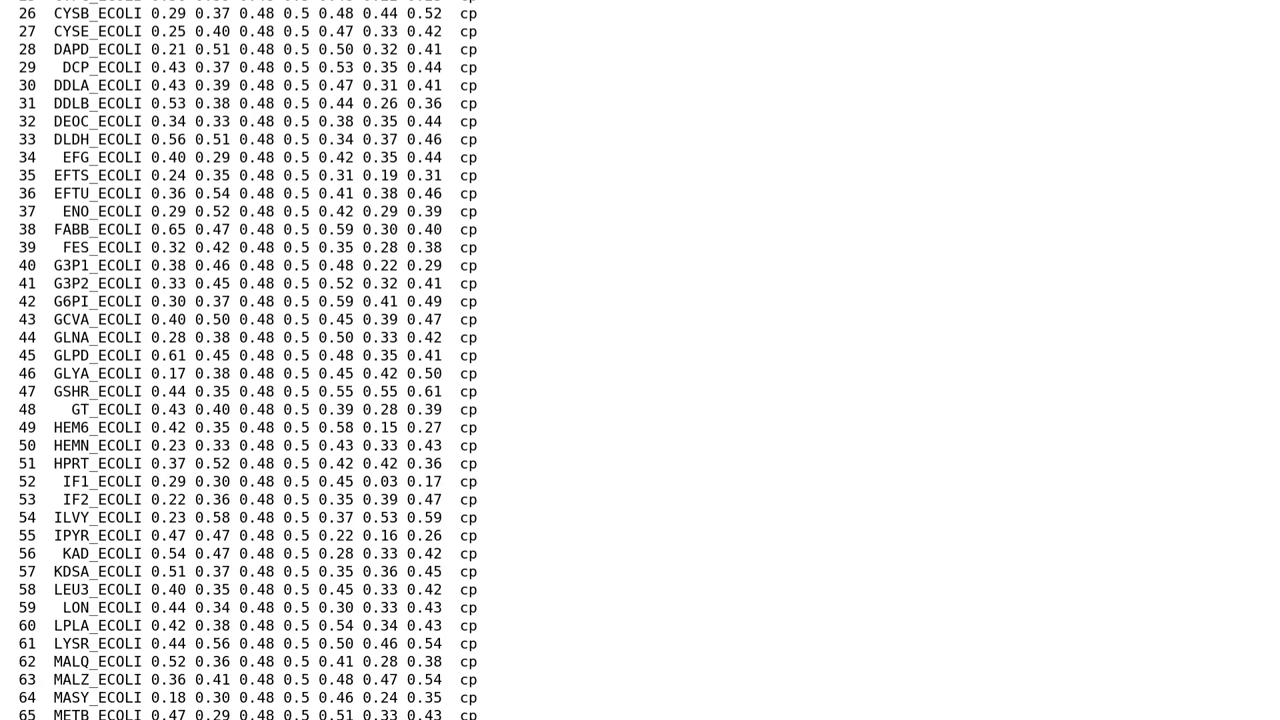 26 CYSB_ECOLI 0.29 0.37 0.48 0.5 0.48 0.44 0.52 cp
27 CYSE_ECOLI 0.25 0.40 0.48 0.5 0.47 0.33 0.42 cp
28 DAPD_ECOLI 0.21 0.51 0.48 0.5 0.50 0.32 0.41 cp
29 DCP_ECOLI 0.43 0.37 0.48 0.5 0.53 0.35 0.44 cp
30 DDLA_ECOLI 0.43 0.39 0.48 0.5 0.47 0.31 0.41 cp
31 DDLB_ECOLI 0.53 0.38 0.48 0.5 0.44 0.26 0.36 cp
32 DEOC_ECOLI 0.34 0.33 0.48 0.5 0.38 0.35 0.44 cp
33 DLDH_ECOLI 0.56 0.51 0.48 0.5 0.34 0.37 0.46 cp
34 EFG_ECOLI 0.40 0.29 0.48 0.5 0.42 0.35 0.44 cp
35 EFTS_ECOLI 0.24 0.35 0.48 0.5 0.31 0.19 0.31 cp
36 EFTU_ECOLI 0.36 0.54 0.48 0.5 0.41 0.38 0.46 cp
37 ENO_ECOLI 0.29 0.52 0.48 0.5 0.42 0.29 0.39 cp
38 FABB_ECOLI 0.65 0.47 0.48 0.5 0.59 0.30 0.40 cp
39 FES_ECOLI 0.32 0.42 0.48 0.5 0.35 0.28 0.38 cp
40 G3P1_ECOLI 0.38 0.46 0.48 0.5 0.48 0.22 0.29 cp
41 G3P2_ECOLI 0.33 0.45 0.48 0.5 0.52 0.32 0.41 cp
42 G6PI_ECOLI 0.30 0.37 0.48 0.5 0.59 0.41 0.49 cp
43 GCVA_ECOLI 0.40 0.50 0.48 0.5 0.45 0.39 0.47 cp
44 GLNA_ECOLI 0.28 0.38 0.48 0.5 0.50 0.33 0.42 cp
45 GLPD_ECOLI 0.61 0.45 0.48 0.5 0.48 0.35 0.41 cp
46 GLYA_ECOLI 0.17 0.38 0.48 0.5 0.45 0.42 0.50 cp
47 GSHR_ECOLI 0.44 0.35 0.48 0.5 0.55 0.55 0.61 cp
48 GT_ECOLI 0.43 0.40 0.48 0.5 0.39 0.28 0.39 cp
49 HEM6_ECOLI 0.42 0.35 0.48 0.5 0.58 0.15 0.27 cp
50 HEMN_ECOLI 0.23 0.33 0.48 0.5 0.43 0.33 0.43 cp
51 HPRT_ECOLI 0.37 0.52 0.48 0.5 0.42 0.42 0.36 cp
52 IF1_ECOLI 0.29 0.30 0.48 0.5 0.45 0.03 0.17 cp
53 IF2_ECOLI 0.22 0.36 0.48 0.5 0.35 0.39 0.47 cp
54 ILVY_ECOLI 0.23 0.58 0.48 0.5 0.37 0.53 0.59 cp
55 IPYR_ECOLI 0.47 0.47 0.48 0.5 0.22 0.16 0.26 cp
56 KAD_ECOLI 0.54 0.47 0.48 0.5 0.28 0.33 0.42 cp
57 KDSA_ECOLI 0.51 0.37 0.48 0.5 0.35 0.36 0.45 cp
58 LEU3_ECOLI 0.40 0.35 0.48 0.5 0.45 0.33 0.42 cp
59 LON_ECOLI 0.44 0.34 0.48 0.5 0.30 0.33 0.43 cp
60 LPLA_ECOLI 0.42 0.38 0.48 0.5 0.54 0.34 0.43 cp
61 LYSR_ECOLI 0.44 0.56 0.48 0.5 0.50 0.46 0.54 cp
62 MALQ_ECOLI 0.52 0.36 0.48 0.5 0.41 0.28 0.38 cp
63 MALZ_ECOLI 0.36 0.41 0.48 0.5 0.48 0.47 0.54 cp
64 MASY_ECOLI 0.18 0.30 0.48 0.5 0.46 0.24 0.35 cp
65 METB_ECOLI 0.47 0.29 0.48 0.5 0.51 0.33 0.43 cp